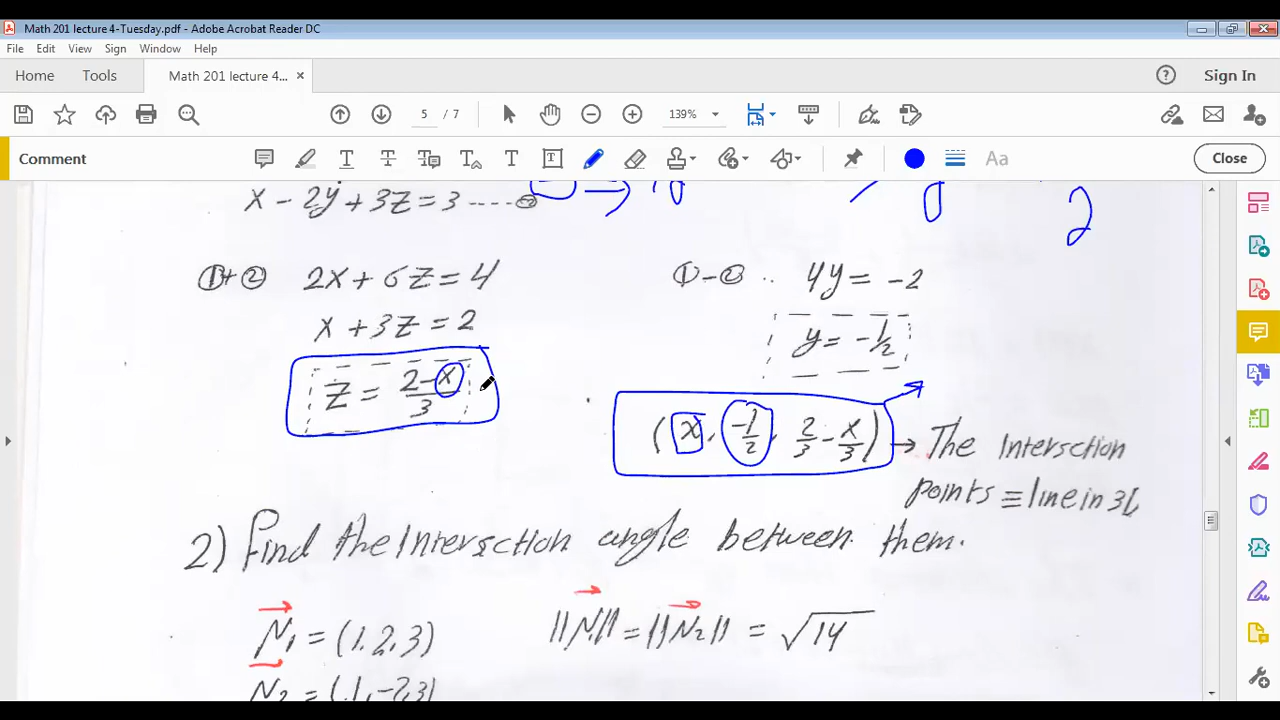 Math 201 lecture 4-Tuesday.pdf - Adobe Acrobat Reader DC
File Edit View Sign Window Help
Home Tools Math 201 lecture 4... × Sign In
5 / 7 139%
Comment Close
x - 2y + 3z = 3 ---- ②
①+② 2x + 6z = 4
①-② .. 4y = -2
x + 3z = 2
y = -1/2
z = 2-x/3
(x, -1/2, 2/3 - x/3) → The Intersction
points ≡ line in 3
2) Find the Intersction angle between them.
N₁ = (1,2,3) ||N₁|| = ||N₂|| = √14
N₂ = (1,-2,3)